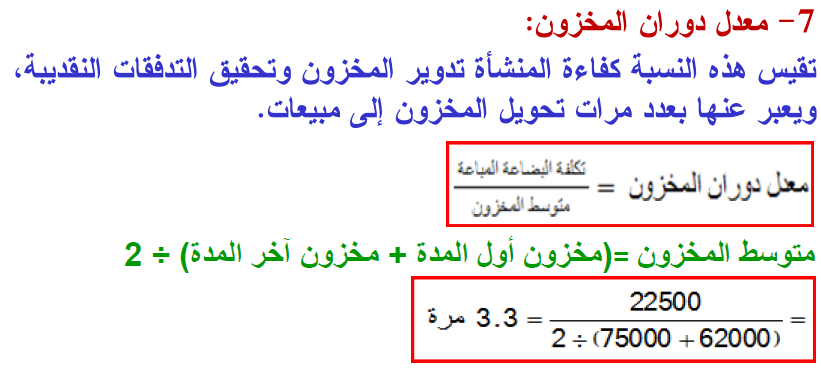 7- معدل دوران المخزون:
تقيس هذه النسبة كفاءة المنشأة تدوير المخزون وتحقيق التدفقات النقديبة،
ويعبر عنها بعدد مرات تحويل المخزون إلى مبيعات.
معدل دوران المخزون = تكلفة البضاعة المباعة
متوسط المخزون
متوسط المخزون =(مخزون أول المدة + مخزون آخر المدة) ÷ 2
= 22500
2 ÷ (75000 + 62000) = 3.3 مرة